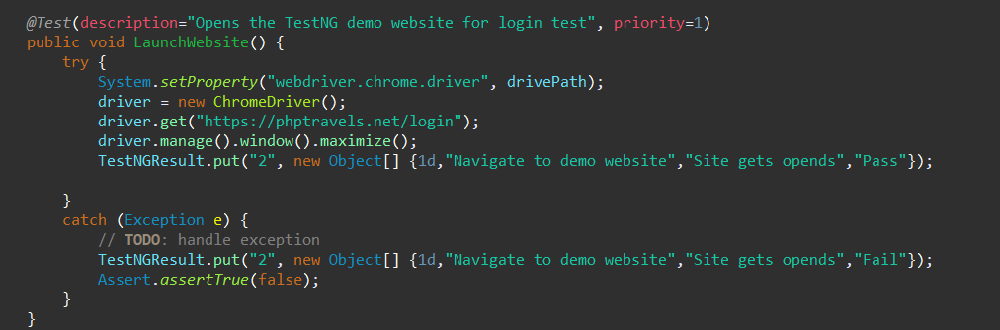 @Test(description="Opens the TestNG demo website for login test", priority=1)
public void LaunchWebsite() {
try {
System.setProperty("webdriver.chrome.driver", drivePath);
driver = new ChromeDriver();
driver.get("https://phptravels.net/login");
driver.manage().window().maximize();
TestNGResult.put("2", new Object[] {1d,"Navigate to demo website","Site gets opends","Pass"});
}
catch (Exception e) {
// TODO: handle exception
TestNGResult.put("2", new Object[] {1d,"Navigate to demo website","Site gets opends","Fail"});
Assert.assertTrue(false);
}
}